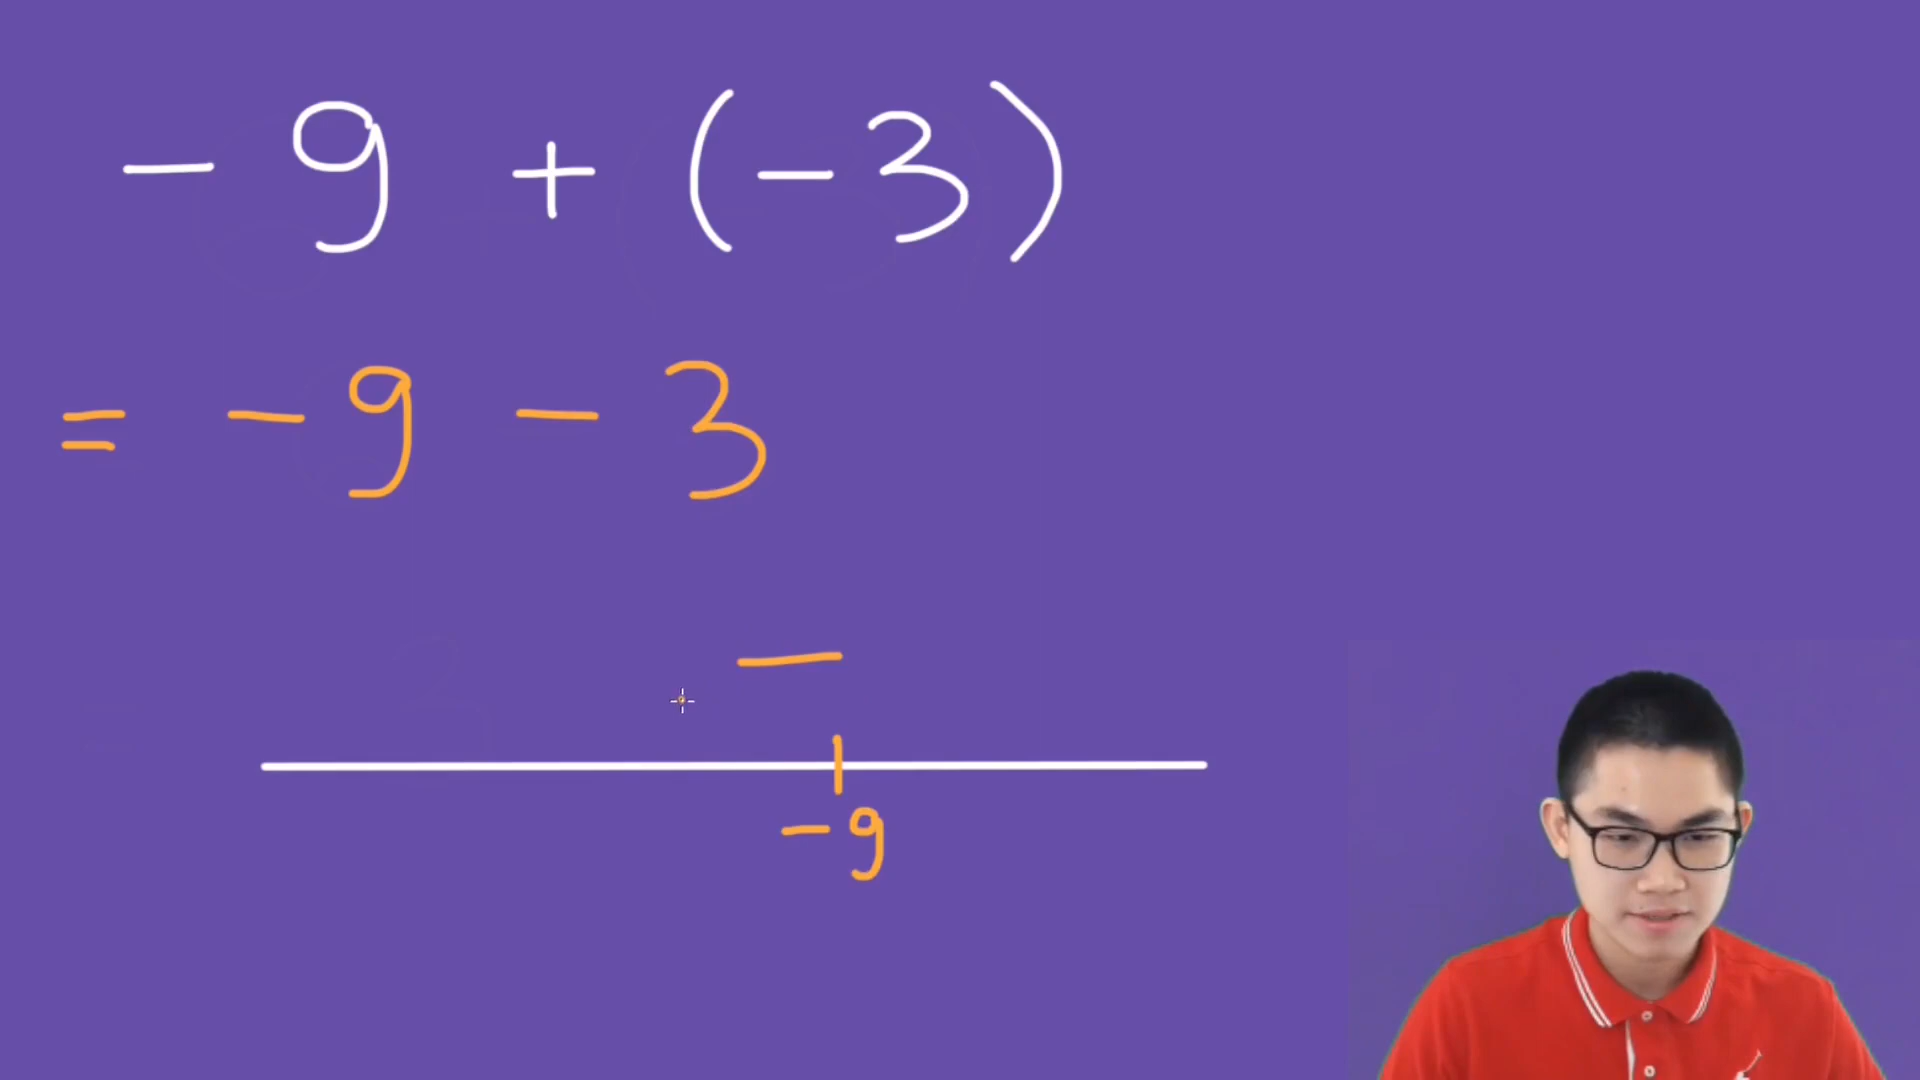 - 9 + (-3)
= - 9 - 3
-
- 9